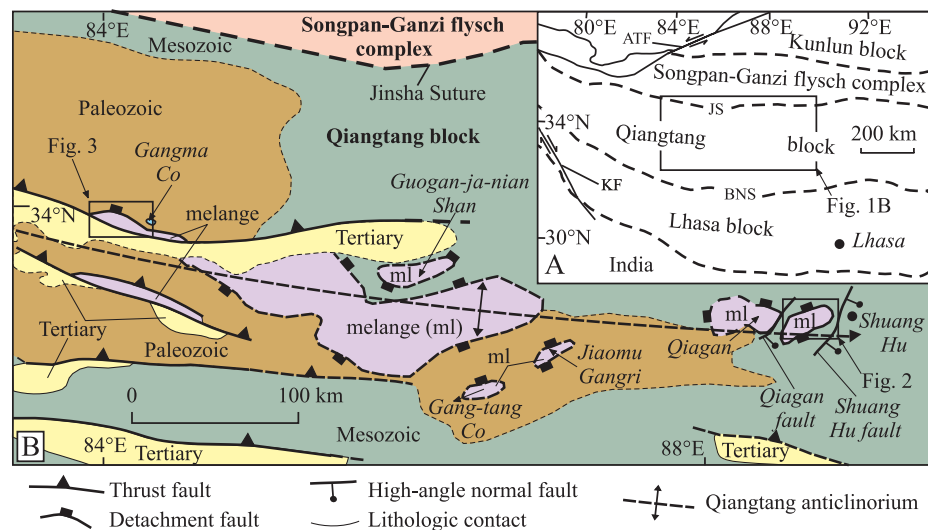 84°E
Mesozoic
Songpan-Ganzi flysch
complex
Jinsha Suture
Paleozoic
Fig. 3
Gangma
Co
Qiangtang block
Guogan-ja-nian
Shan
34°N
melange
Tertiary
ml
melange (ml)
Tertiary
Paleozoic
ml
Jiaomu
Gangri
Gang-tang
Co
0
100 km
Mesozoic
ml
ml
Qiagan
Shuang
Hu
Fig. 2
Qiagan
fault
Shuang
Hu fault
B
84°E
Tertiary
88°E
Tertiary
80°E
84°E
88°E
92°E
ATF
Kunlun block
Songpan-Ganzi flysch complex
JS
34°N
Qiangtang
block
200 km
KF
BNS
Fig. 1B
Lhasa block
30°N
Lhasa
India
A
Thrust fault
Detachment fault
High-angle normal fault
Lithologic contact
Qiangtang anticlinorium